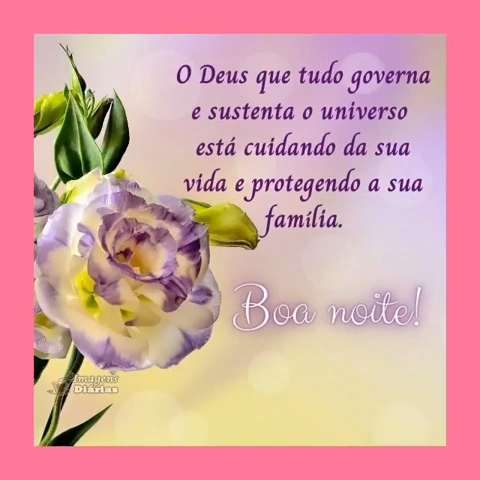 O Deus que tudo governa
e sustenta o universo
está cuidando da sua
vida e protegendo a sua
família.
Boa noite!
Imagens
Diárias